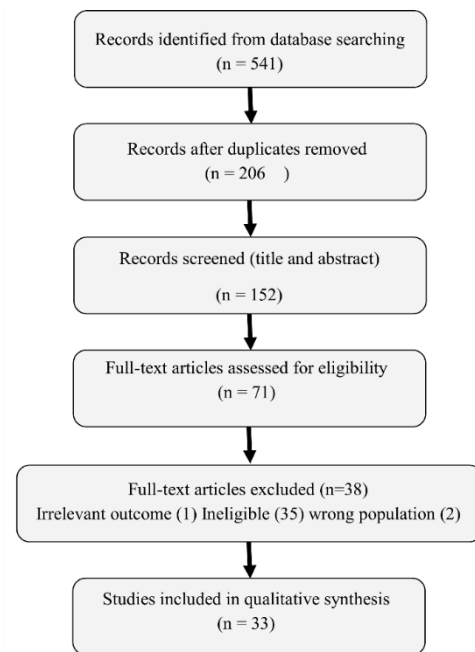 Records identified from database searching
(n = 541)
Records after duplicates removed
(n = 206 )
Records screened (title and abstract)
(n = 152)
Full-text articles assessed for eligibility
(n = 71)
Full-text articles excluded (n=38)
Irrelevant outcome (1) Ineligible (35) wrong population (2)
Studies included in qualitative synthesis
(n = 33)